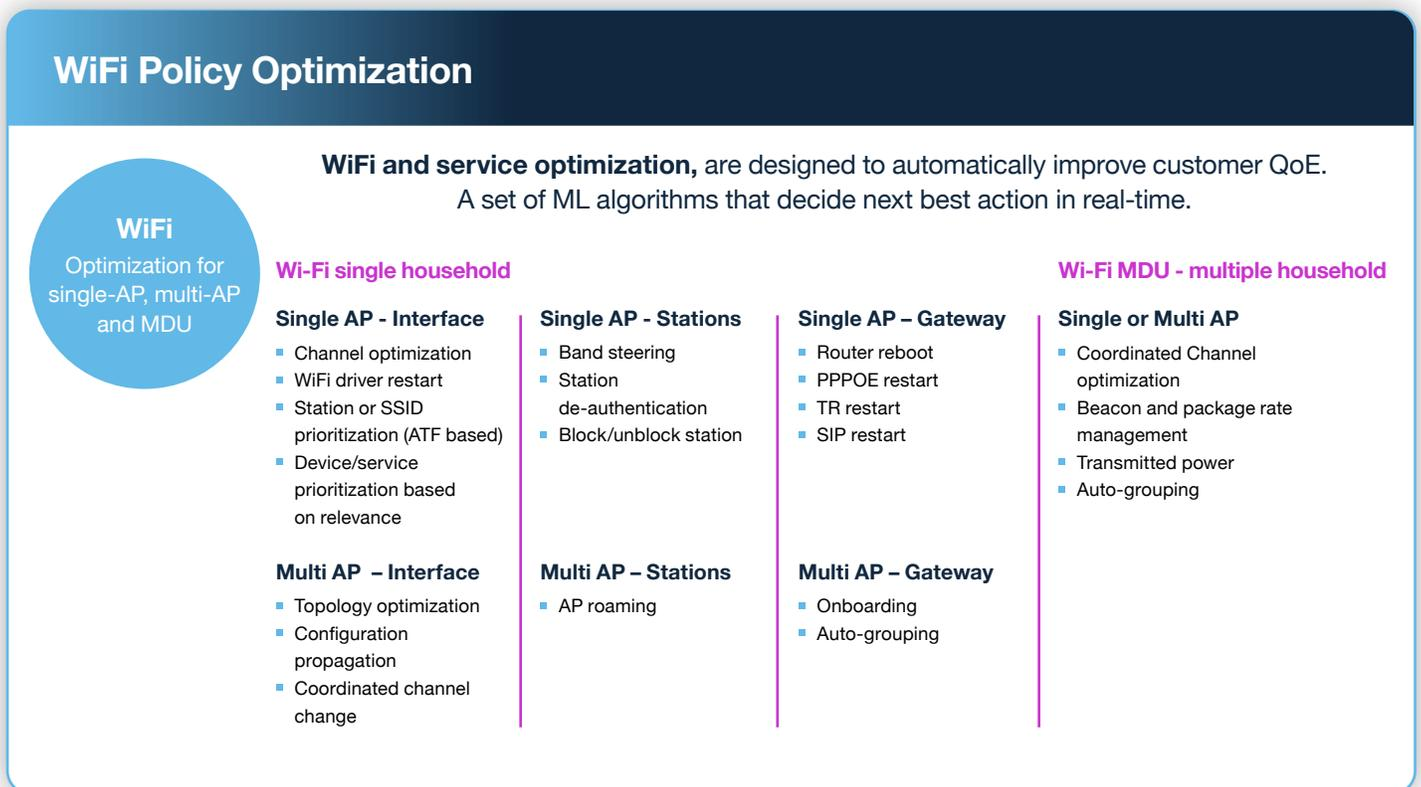 WiFi Policy Optimization
WiFi and service optimization, are designed to automatically improve customer QoE.
A set of ML algorithms that decide next best action in real-time.
WiFi
Optimization for
single-AP, multi-AP
and MDU
Wi-Fi single household
Single AP - Interface
Channel optimization
WiFi driver restart
Station or SSID
prioritization (ATF based)
Device/service
prioritization based
on relevance
Multi AP – Interface
Topology optimization
Configuration
propagation
Coordinated channel
change
Single AP - Stations
Band steering
Station
de-authentication
Block/unblock station
Multi AP – Stations
AP roaming
Single AP – Gateway
Router reboot
PPPOE restart
TR restart
SIP restart
Multi AP – Gateway
Onboarding
Auto-grouping
Wi-Fi MDU - multiple household
Single or Multi AP
Coordinated Channel
optimization
Beacon and package rate
management
Transmitted power
Auto-grouping